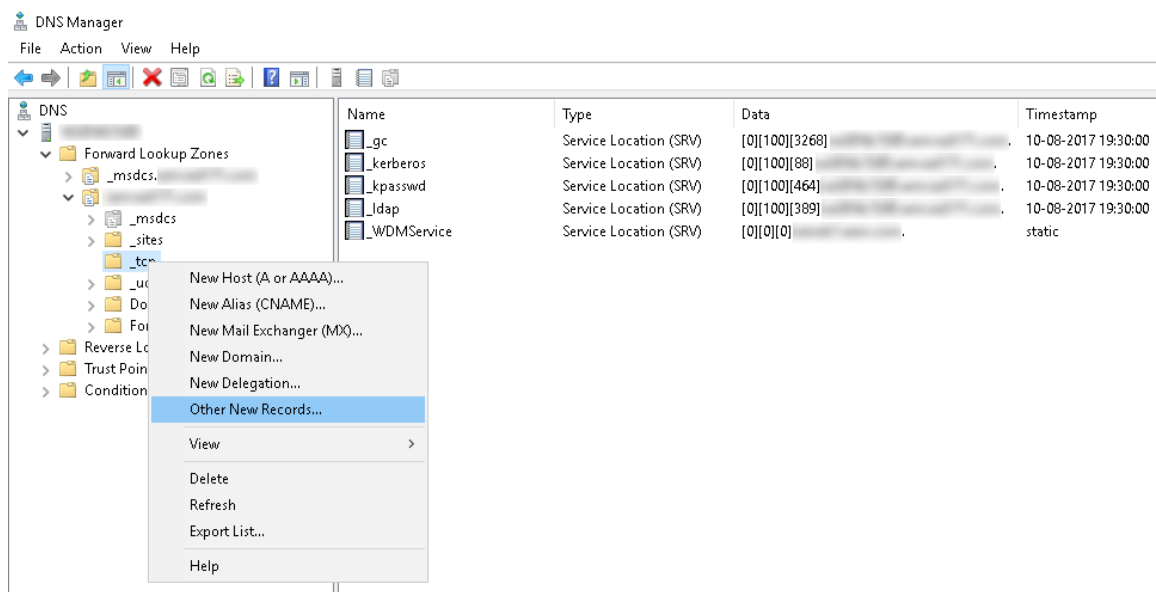 DNS Manager
File Action View Help
DNS
Forward Lookup Zones
_msdcs.
_msdcs
_sites
_tcp
_u
Do
For
Reverse Lo
Trust Poin
Condition
Name Type Data Timestamp
_gc Service Location (SRV) [0][100][3268] 10-08-2017 19:30:00
_kerberos Service Location (SRV) [0][100][88] 10-08-2017 19:30:00
_kpasswd Service Location (SRV) [0][100][464] 10-08-2017 19:30:00
_ldap Service Location (SRV) [0][100][389] 10-08-2017 19:30:00
_WDMService Service Location (SRV) [0][0][0] static
New Host (A or AAAA)...
New Alias (CNAME)...
New Mail Exchanger (MX)...
New Domain...
New Delegation...
Other New Records...
View
Delete
Refresh
Export List...
Help